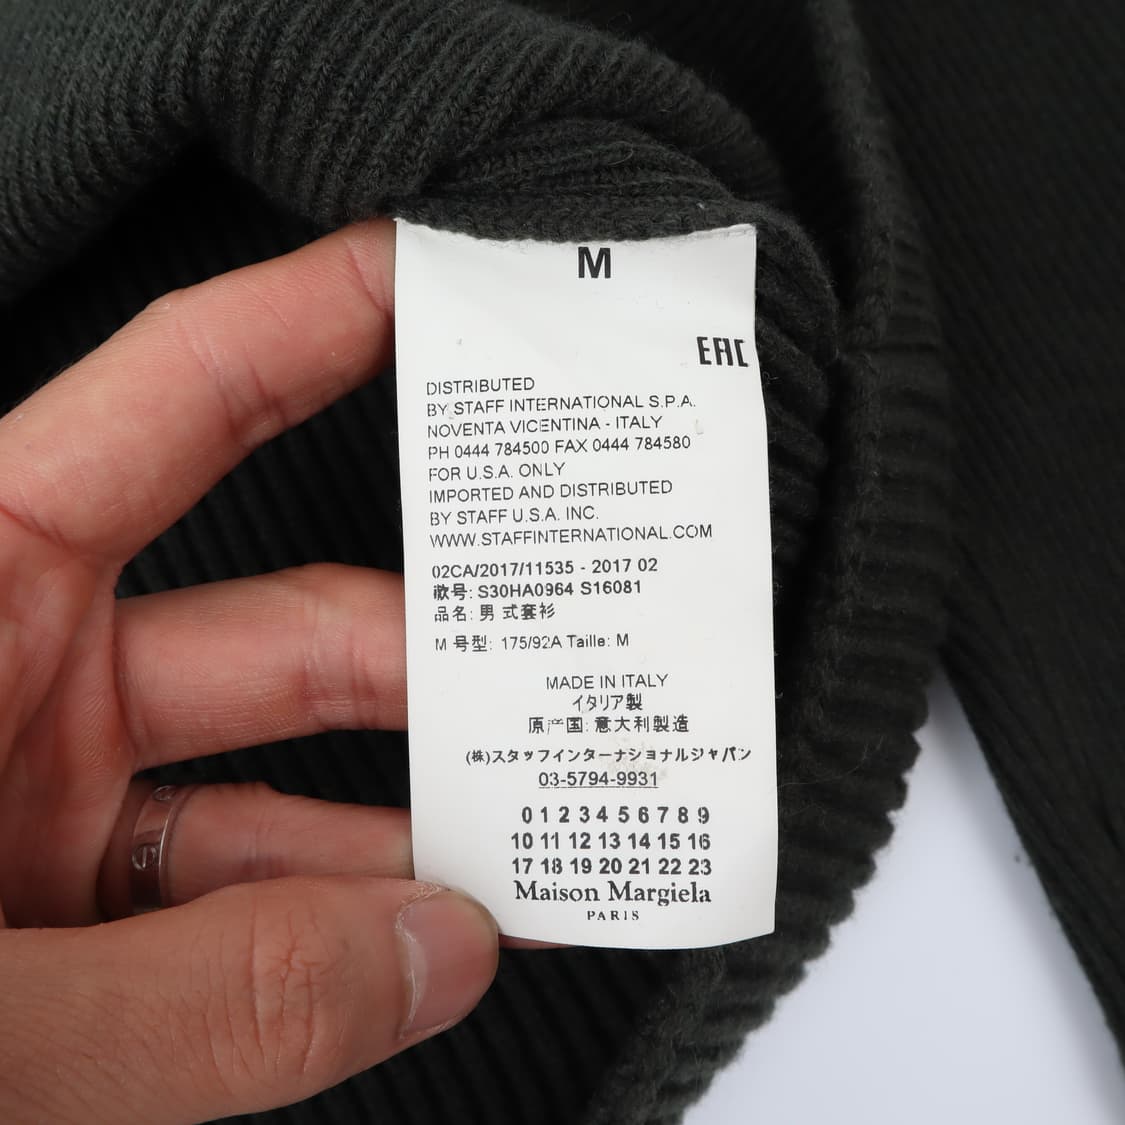 M
EAC
DISTRIBUTED
BY STAFF INTERNATIONAL S.P.A.
NOVENTA VICENTINA - ITALY
PH 0444 784500 FAX 0444 784580
FOR U.S.A. ONLY
IMPORTED AND DISTRIBUTED
BY STAFF U.S.A. INC.
WWW.STAFFINTERNATIONAL.COM
02CA/2017/11535 - 2017 02
款号: S30HA0964 S16081
品名: 男式套衫
M 号型: 175/92A Taille: M
MADE IN ITALY
イタリア製
原产国: 意大利製造
(株)スタッフインターナショナルジャパン
03-5794-9931
0 1 2 3 4 5 6 7 8 9
10 11 12 13 14 15 16
17 18 19 20 21 22 23
Maison Margiela
PARIS